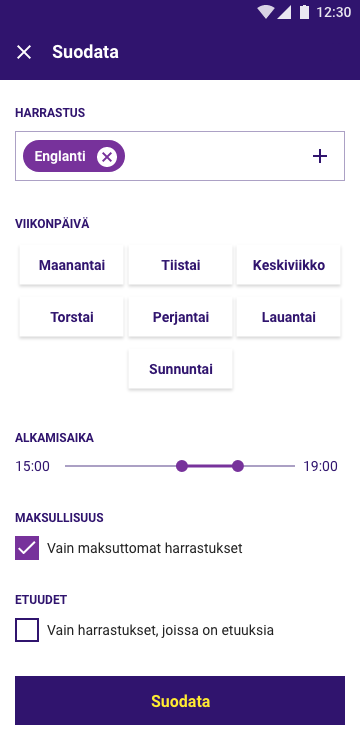 12:30
Suodata
HARRASTUS
Englanti
VIIKONPÄIVÄ
Maanantai Tiistai Keskiviikko
Torstai Perjantai Lauantai
Sunnuntai
ALKAMISAIKA
15:00 19:00
MAKSULLISUUS
Vain maksuttomat harrastukset
ETUUDET
Vain harrastukset, joissa on etuuksia
Suodata